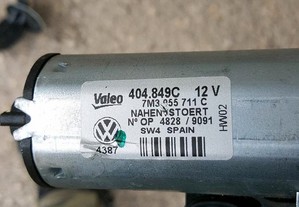 Valeo 404.849C 12 V
7M3 955 711 C
NAHENTSTOERT
N° OP 4828 / 9091
SW4 SPAIN
4387
HW02